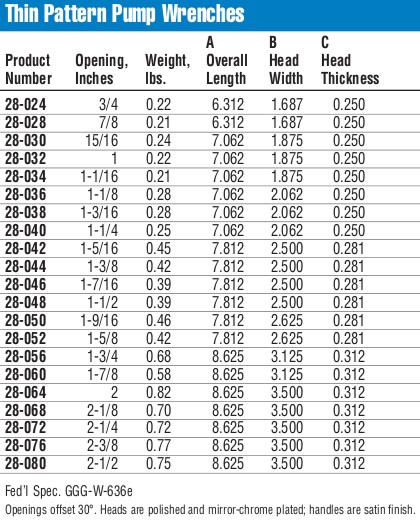 Thin Pattern Pump Wrenches
A B C
Product Opening, Weight, Overall Head Head
Number Inches lbs. Length Width Thickness
28-024 3/4 0.22 6.312 1.687 0.250
28-028 7/8 0.21 6.312 1.687 0.250
28-030 15/16 0.24 7.062 1.875 0.250
28-032 1 0.22 7.062 1.875 0.250
28-034 1-1/16 0.21 7.062 1.875 0.250
28-036 1-1/8 0.28 7.062 2.062 0.250
28-038 1-3/16 0.28 7.062 2.062 0.250
28-040 1-1/4 0.25 7.062 2.062 0.250
28-042 1-5/16 0.45 7.812 2.500 0.281
28-044 1-3/8 0.42 7.812 2.500 0.281
28-046 1-7/16 0.39 7.812 2.500 0.281
28-048 1-1/2 0.39 7.812 2.500 0.281
28-050 1-9/16 0.46 7.812 2.625 0.281
28-052 1-5/8 0.42 7.812 2.625 0.281
28-056 1-3/4 0.68 8.625 3.125 0.312
28-060 1-7/8 0.58 8.625 3.125 0.312
28-064 2 0.82 8.625 3.500 0.312
28-068 2-1/8 0.70 8.625 3.500 0.312
28-072 2-1/4 0.72 8.625 3.500 0.312
28-076 2-3/8 0.77 8.625 3.500 0.312
28-080 2-1/2 0.75 8.625 3.500 0.312
Fed'l Spec. GGG-W-636e
Openings offset 30°. Heads are polished and mirror-chrome plated; handles are satin finish.